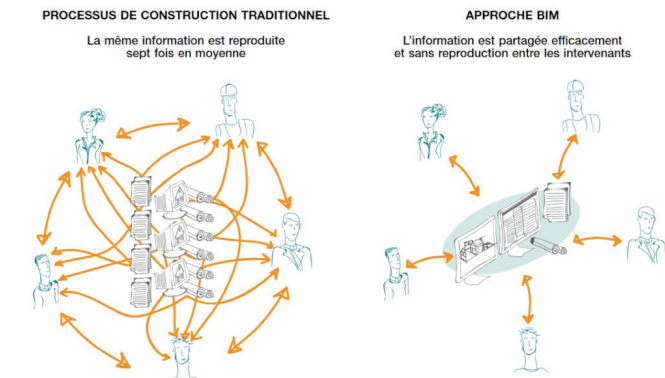 PROCESSUS DE CONSTRUCTION TRADITIONNEL
La même information est reproduite
sept fois en moyenne
APPROCHE BIM
L'information est partagée efficacement
et sans reproduction entre les intervenants